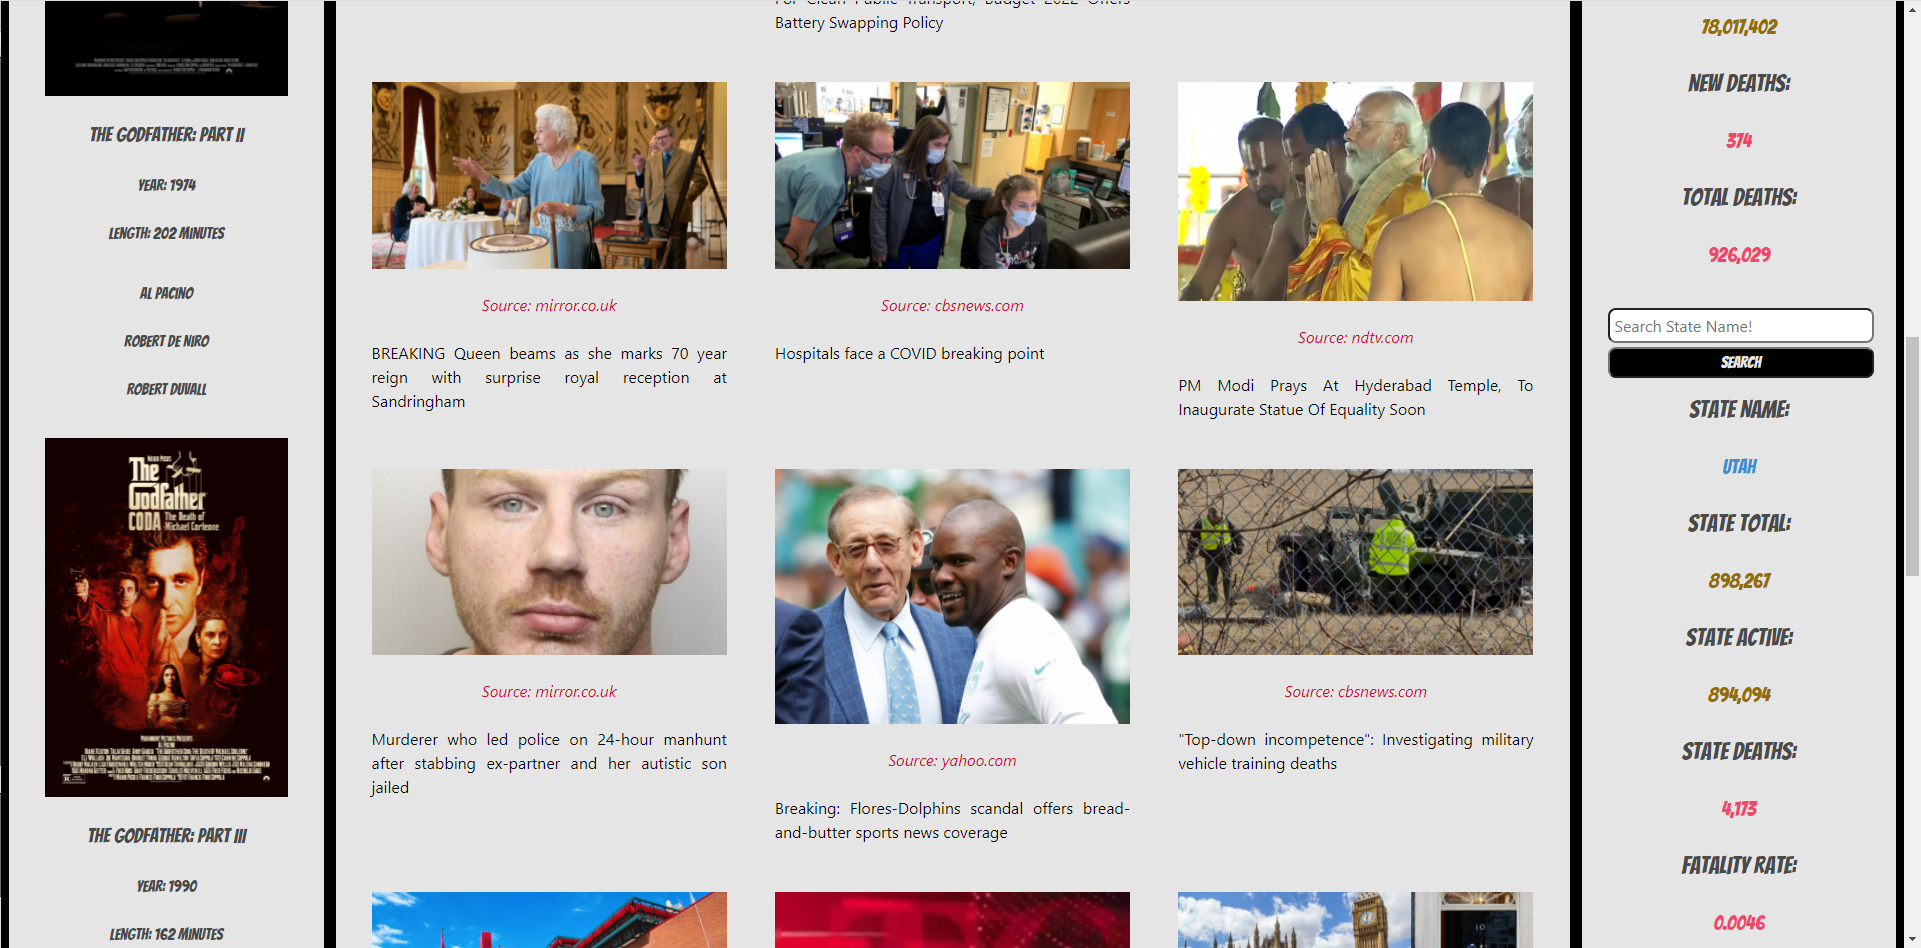 THE GODFATHER: PART II
YEAR: 1974
LENGTH: 202 MINUTES
AL PACINO
ROBERT DE NIRO
ROBERT DUVALL
The
Godfather
CODA The Death of
Michael Corleone
THE GODFATHER: PART III
YEAR: 1990
LENGTH: 162 MINUTES
For Clean Public Transport, Budget 2022 Offers
Battery Swapping Policy
Source: mirror.co.uk
BREAKING Queen beams as she marks 70 year
reign with surprise royal reception at
Sandringham
Source: cbsnews.com
Hospitals face a COVID breaking point
Source: ndtv.com
PM Modi Prays At Hyderabad Temple, To
Inaugurate Statue Of Equality Soon
Source: mirror.co.uk
Murderer who led police on 24-hour manhunt
after stabbing ex-partner and her autistic son
jailed
Source: yahoo.com
Breaking: Flores-Dolphins scandal offers bread-
and-butter sports news coverage
Source: cbsnews.com
"Top-down incompetence": Investigating military
vehicle training deaths
10
78,017,402
NEW DEATHS:
374
TOTAL DEATHS:
926,029
Search State Name!
SEARCH
STATE NAME:
UTAH
STATE TOTAL:
898,267
STATE ACTIVE:
894,094
STATE DEATHS:
4,173
FATALITY RATE:
0.0046